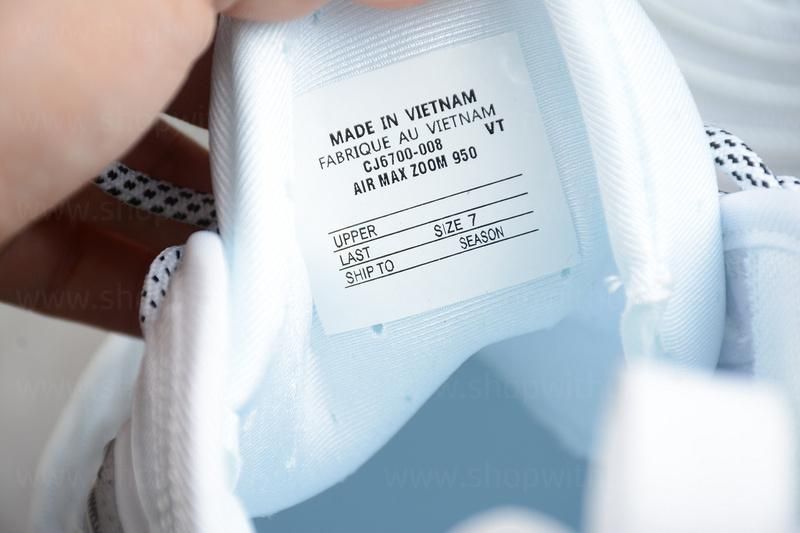 MADE IN VIETNAM
FABRIQUE AU VIETNAM
CJ6700-008 VT
AIR MAX ZOOM 950
UPPER
LAST SIZE 7
SHIP TO SEASON